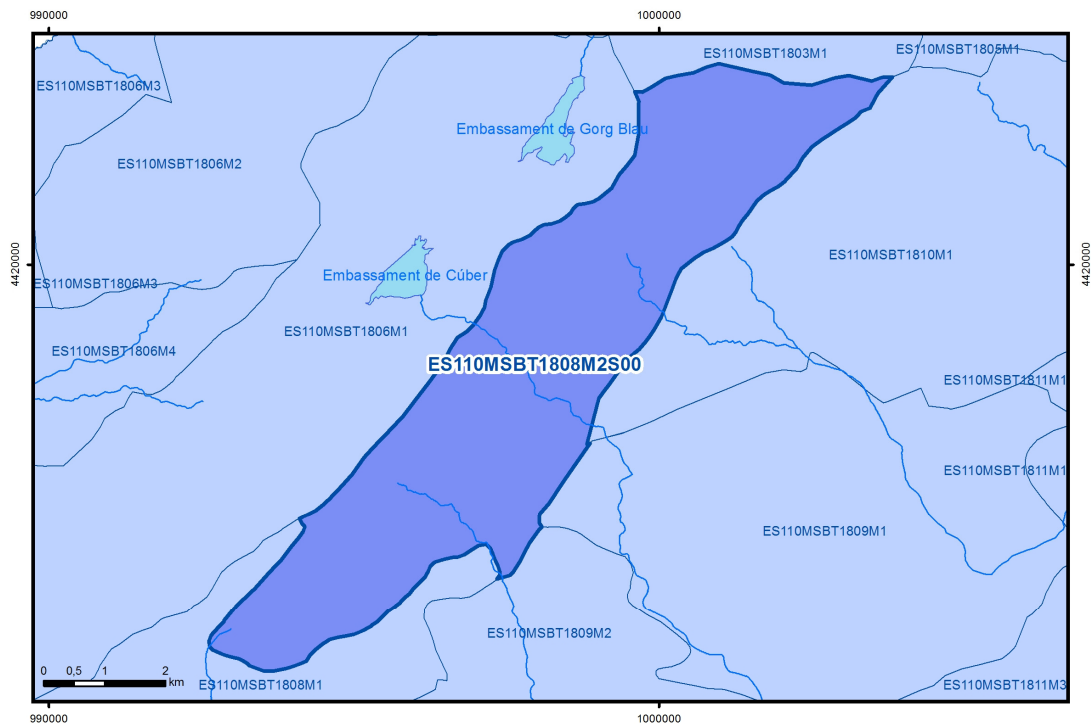 990000
1000000
ES110MSBT1803M1
ES110MSBT1805M1
ES110MSBT1806M3
Embassament de Gorg Blau
ES110MSBT1806M2
4420000
4420000
ES110MSBT1810M1
Embassament de Cúber
ES110MSBT1806M3
ES110MSBT1806M1
ES110MSBT1806M4
ES110MSBT1808M2S00
ES110MSBT1811M1
ES110MSBT1811M1
ES110MSBT1809M1
ES110MSBT1809M2
0 0,5 1 2
km
ES110MSBT1808M1
ES110MSBT1811M3
990000
1000000